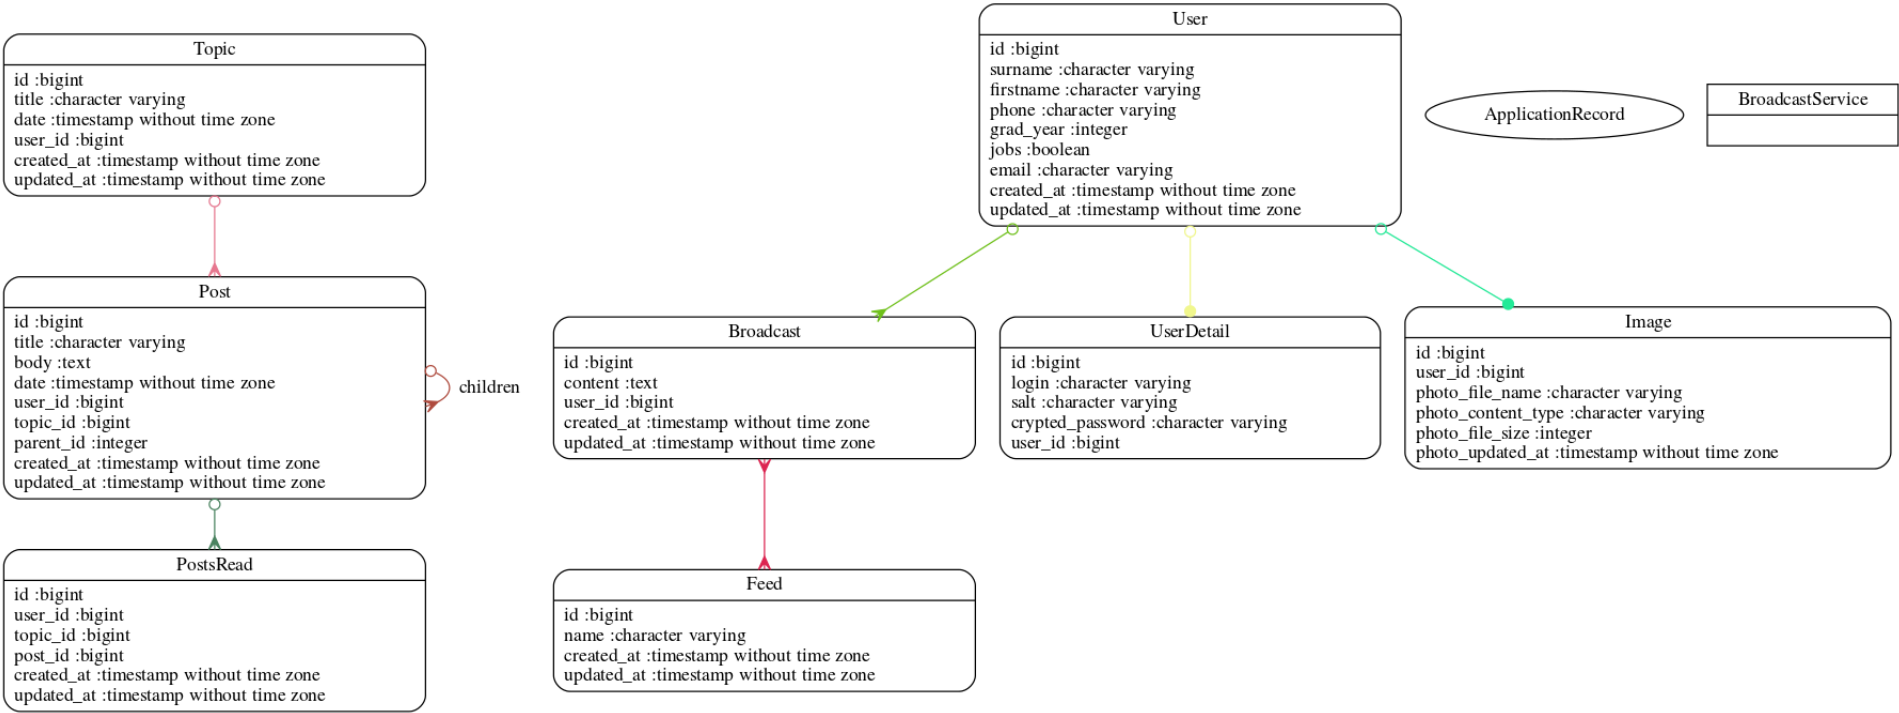 Topic
id :bigint
title :character varying
date :timestamp without time zone
user_id :bigint
created_at :timestamp without time zone
updated_at :timestamp without time zone
Post
id :bigint
title :character varying
body :text
date :timestamp without time zone
user_id :bigint
topic_id :bigint
parent_id :integer
created_at :timestamp without time zone
updated_at :timestamp without time zone
children
PostsRead
id :bigint
user_id :bigint
topic_id :bigint
post_id :bigint
created_at :timestamp without time zone
updated_at :timestamp without time zone
User
id :bigint
surname :character varying
firstname :character varying
phone :character varying
grad_year :integer
jobs :boolean
email :character varying
created_at :timestamp without time zone
updated_at :timestamp without time zone
ApplicationRecord
BroadcastService
Broadcast
id :bigint
content :text
user_id :bigint
created_at :timestamp without time zone
updated_at :timestamp without time zone
UserDetail
id :bigint
login :character varying
salt :character varying
crypted_password :character varying
user_id :bigint
Image
id :bigint
user_id :bigint
photo_file_name :character varying
photo_content_type :character varying
photo_file_size :integer
photo_updated_at :timestamp without time zone
Feed
id :bigint
name :character varying
created_at :timestamp without time zone
updated_at :timestamp without time zone